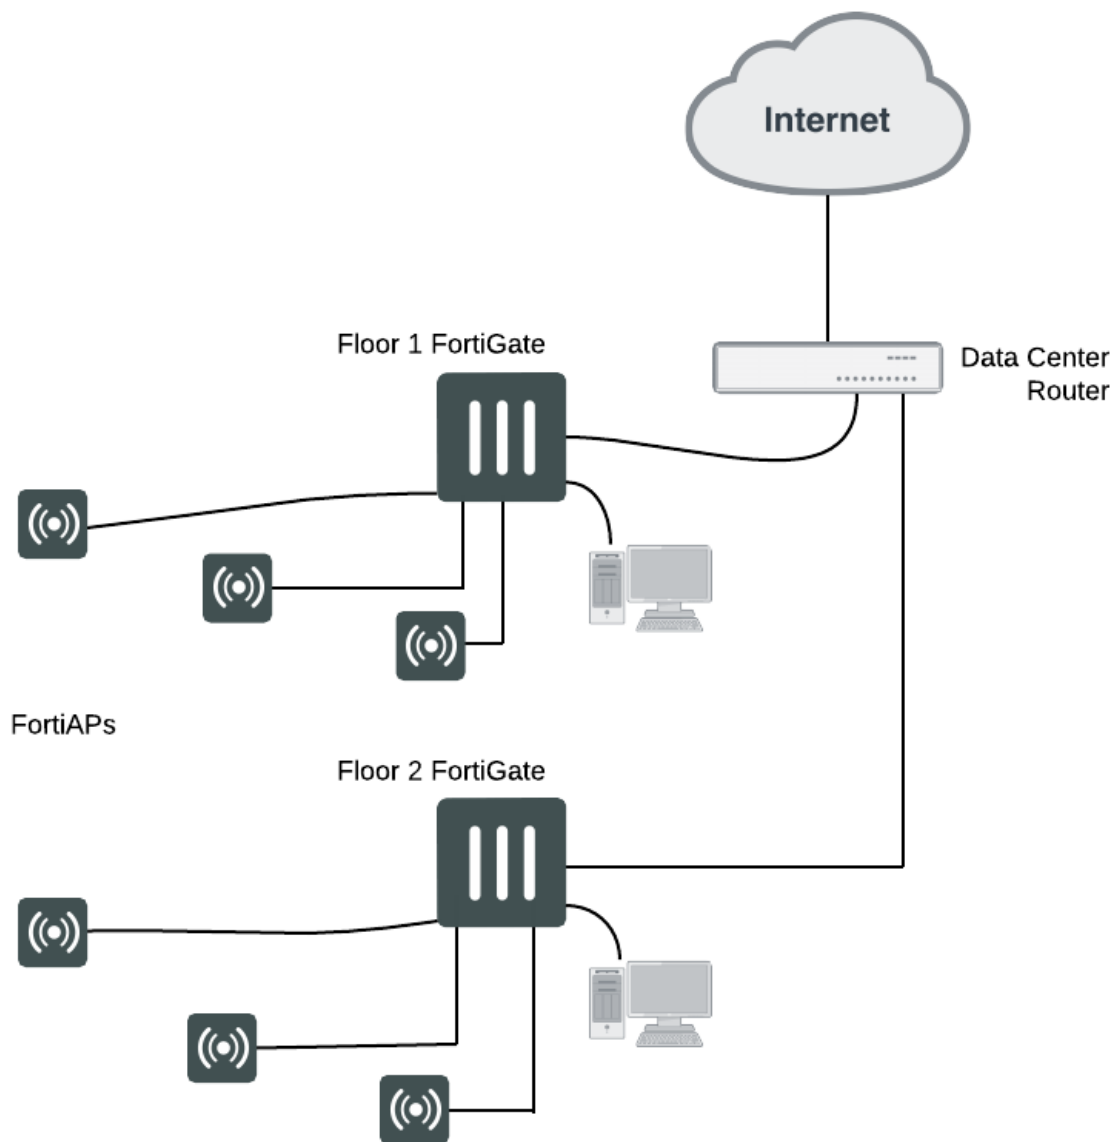 Internet
Floor 1 FortiGate
Data Center
Router
FortiAPs
Floor 2 FortiGate